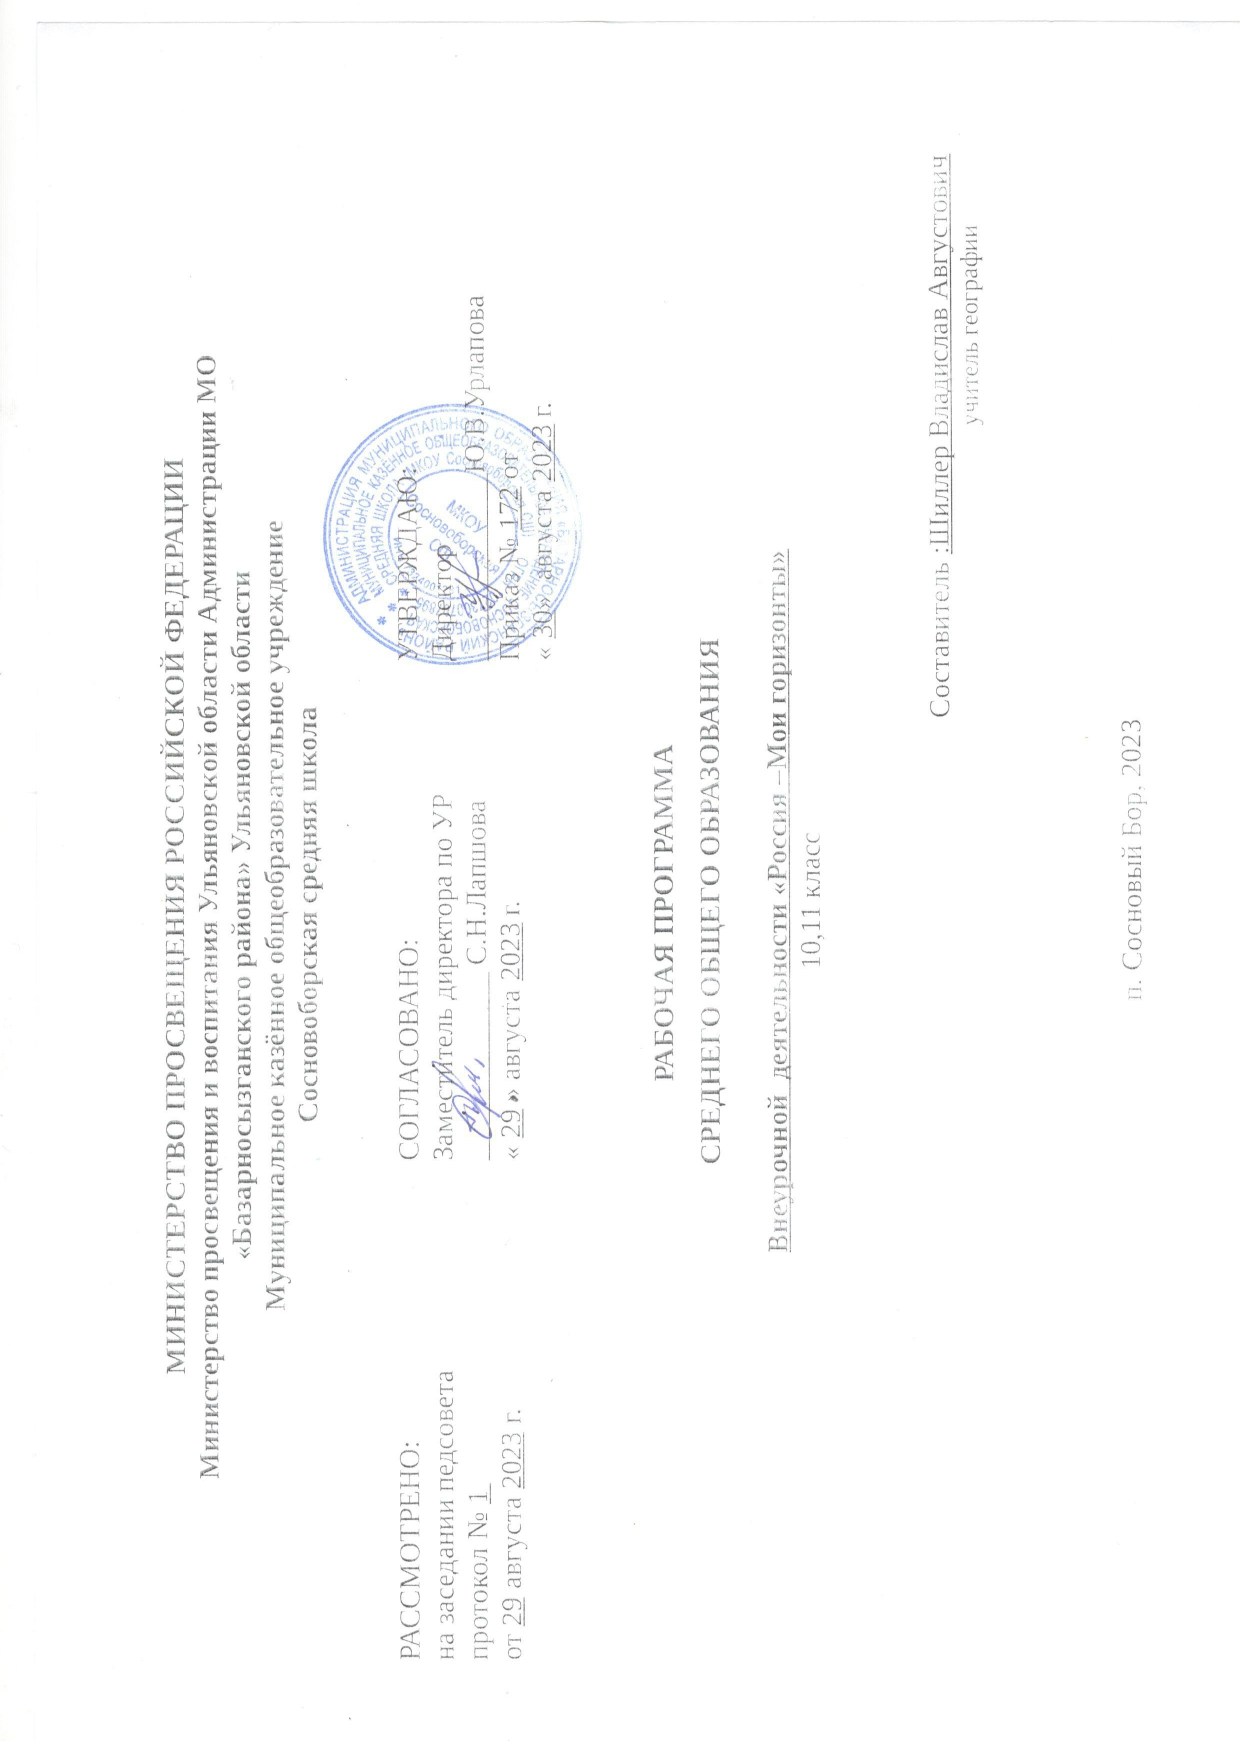 МИНИСТЕРСТВО ПРОСВЕЩЕНИЯ РОССИЙСКОЙ ФЕДЕРАЦИИ
Министерство просвещения и воспитания Ульяновской области Администрации МО
«Базарносызганского района» Ульяновской области
Муниципальное казённое общеобразовательное учреждение
Сосновоборская средняя школа
РАССМОТРЕНО:
на заседании педсовета
протокол № 1
от 29 августа 2023 г.
СОГЛАСОВАНО:
Заместитель директора по УР
С.Н.Лапшова
« 29 » августа 2023 г.
УТВЕРЖДАЮ:
Директор
Ю.В.Урлапова
Приказ № 172 от
« 30» августа 2023 г.
МКОУ
РАБОЧАЯ ПРОГРАММА
СРЕДНЕГО ОБЩЕГО ОБРАЗОВАНИЯ
Внеурочной деятельности «Россия –Мои горизонты»
10,11 класс
Составитель :Шиллер Владислав Августович
учитель географии
п. Сосновый Бор, 2023